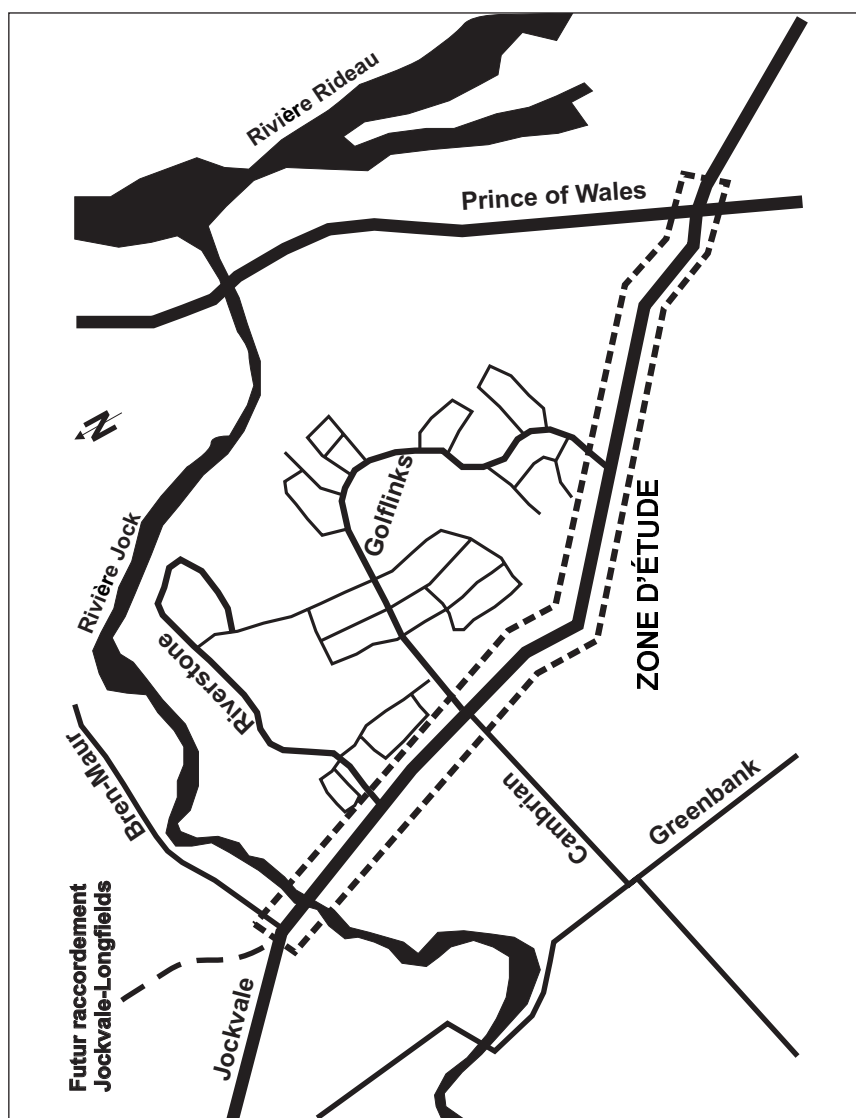 Rivière Rideau
Prince of Wales
N
Rivière Jock
Golflinks
ZONE D'ÉTUDE
Riverstone
Bren-Maur
Cambrian
Greenbank
Futur raccordement
Jockvale-Longfields
Jockvale